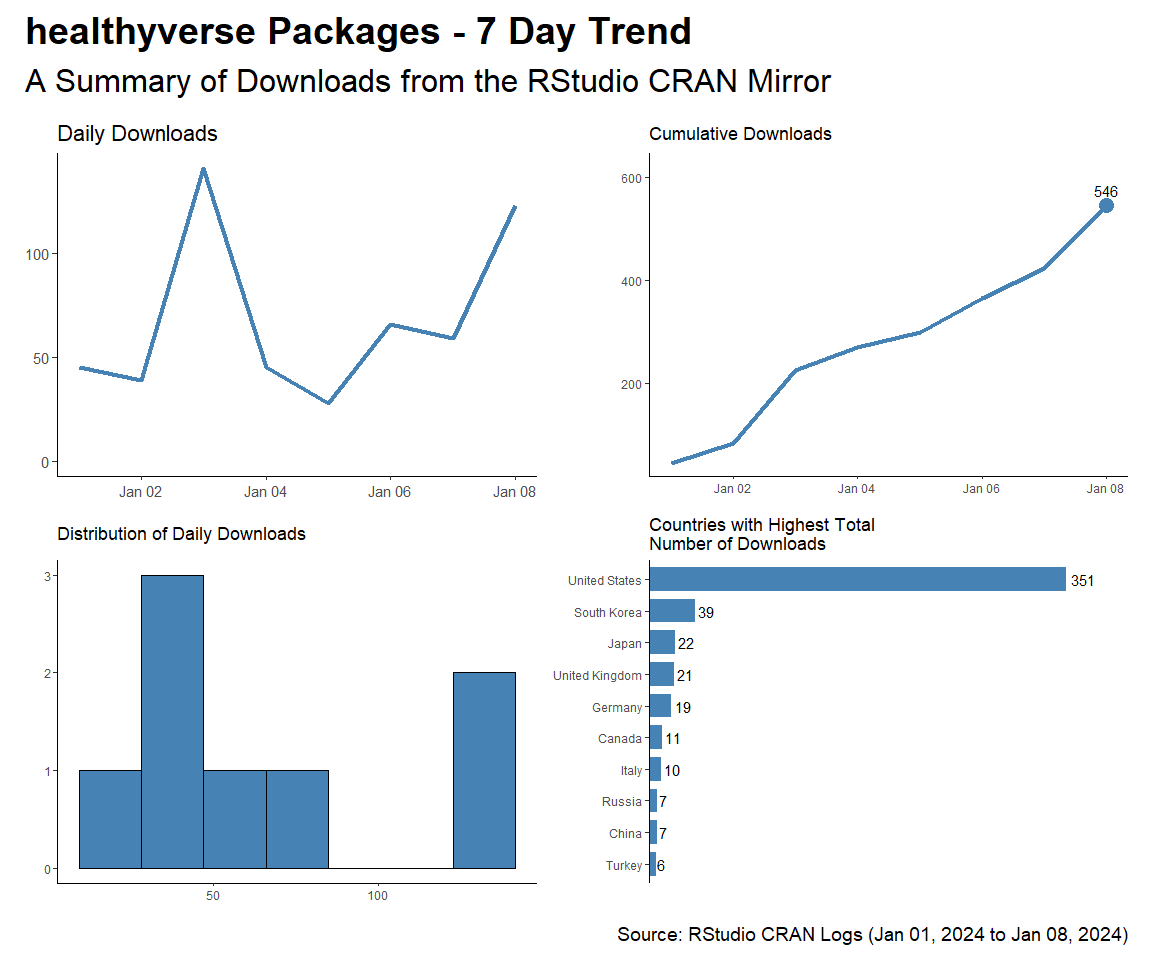 healthyverse Packages - 7 Day Trend
A Summary of Downloads from the RStudio CRAN Mirror
Daily Downloads
100
50
0
Jan 02
Jan 04
Jan 06
Jan 08
Cumulative Downloads
600
400
200
546
Jan 02
Jan 04
Jan 06
Jan 08
Distribution of Daily Downloads
3
2
1
0
50
100
Countries with Highest Total
Number of Downloads
United States 351
South Korea 39
Japan 22
United Kingdom 21
Germany 19
Canada 11
Italy 10
Russia 7
China 7
Turkey 6
Source: RStudio CRAN Logs (Jan 01, 2024 to Jan 08, 2024)